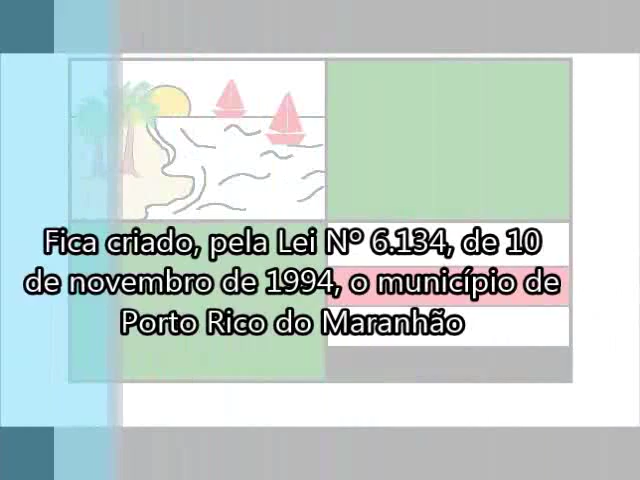 Fica criado, pela Lei Nº 6.134, de 10
de novembro de 1994, o município de
Porto Rico do Maranhão